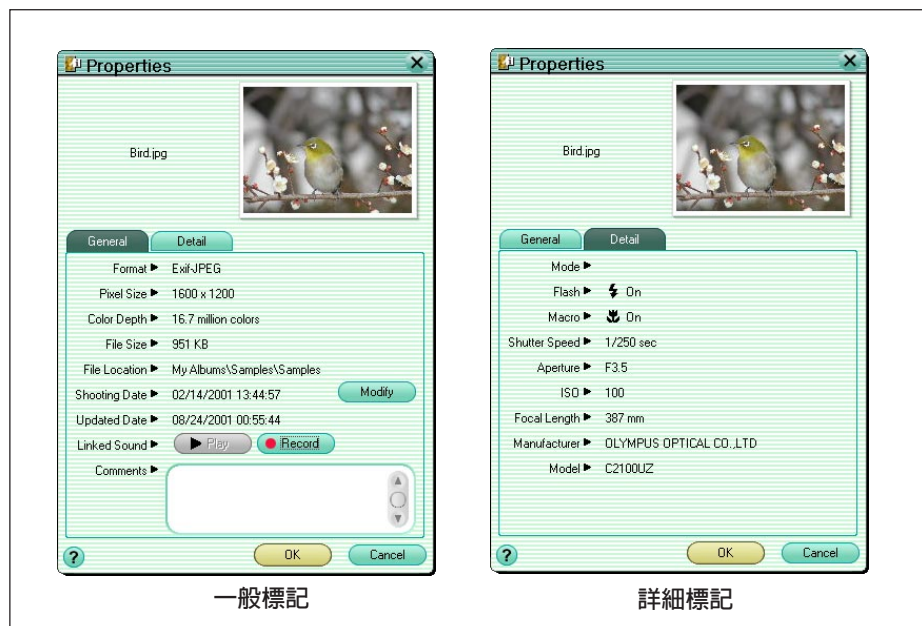 Properties
Bird.jpg
General Detail
Format Exif-JPEG
Pixel Size 1600 x 1200
Color Depth 16.7 million colors
File Size 951 KB
File Location My Albums\Samples\Samples
Shooting Date 02/14/2001 13:44:57 Modify
Updated Date 08/24/2001 00:55:44
Linked Sound Play Record
Comments
? OK Cancel
一般標記
Properties
Bird.jpg
General Detail
Mode
Flash On
Macro On
Shutter Speed 1/250 sec
Aperture F3.5
ISO 100
Focal Length 387 mm
Manufacturer OLYMPUS OPTICAL CO.,LTD
Model C2100UZ
? OK Cancel
詳細標記